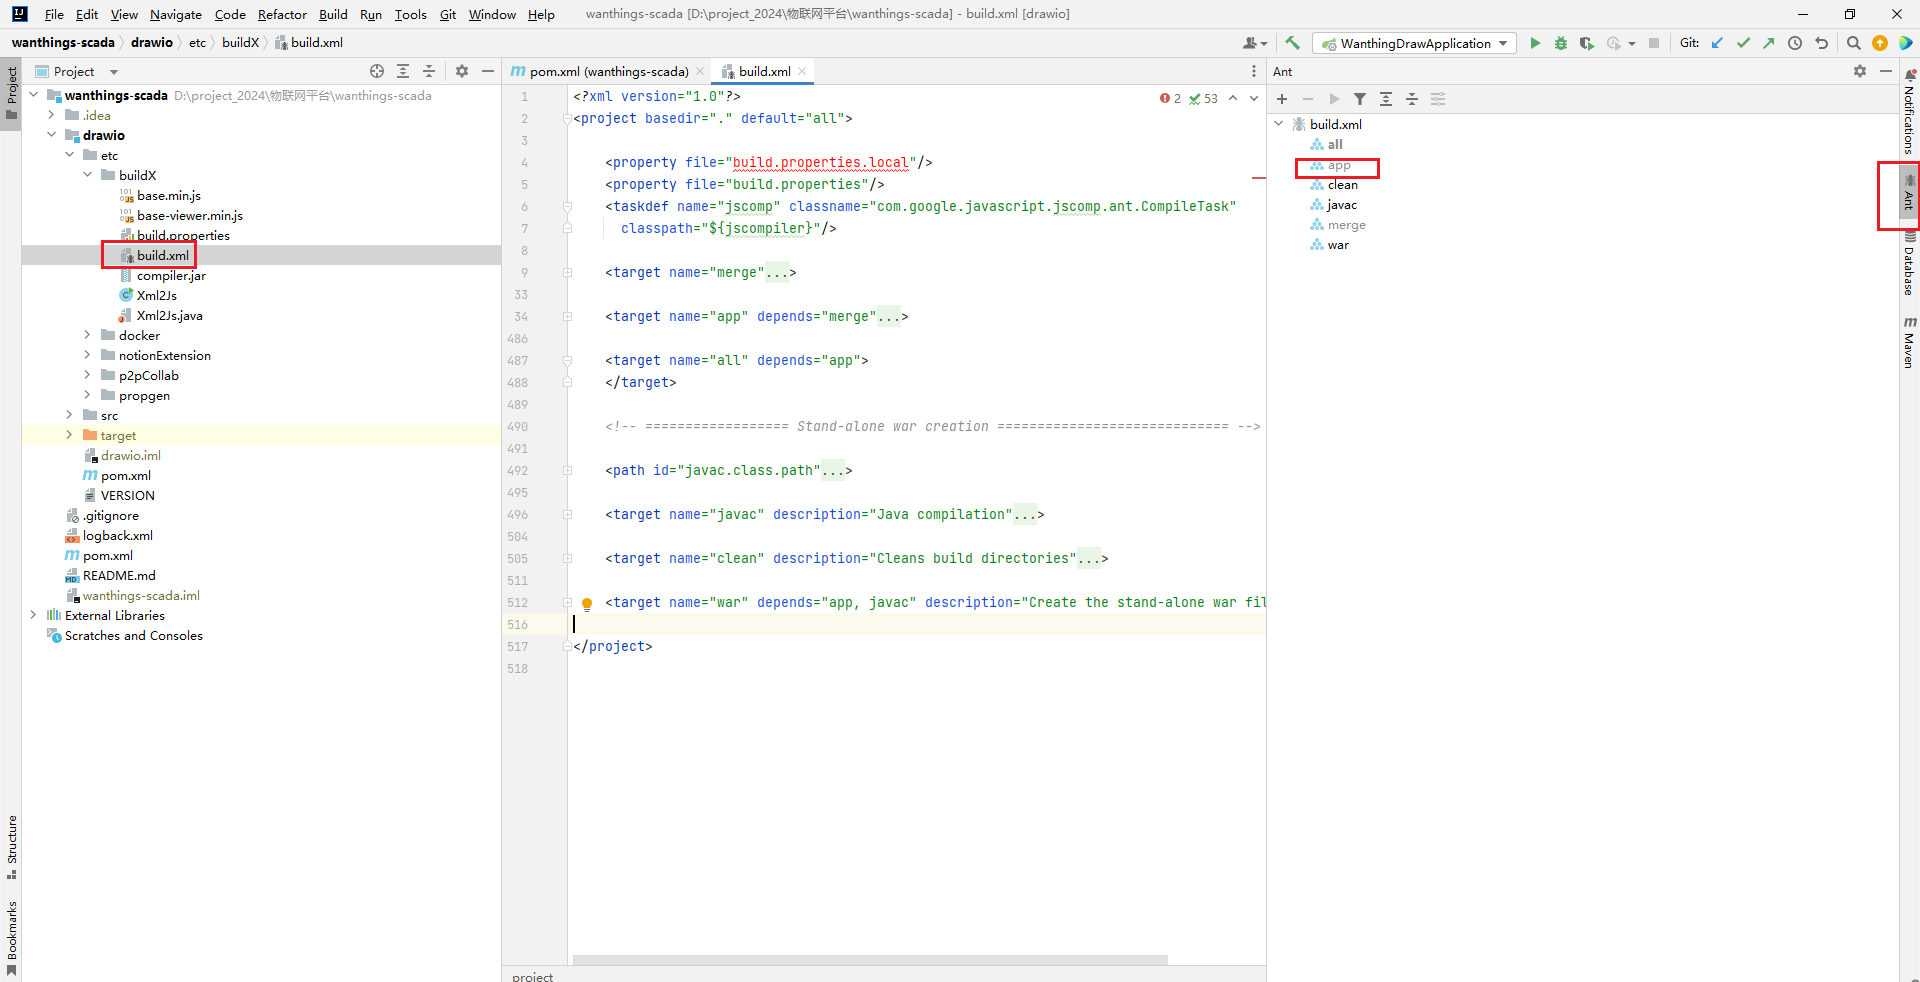 File Edit View Navigate Code Refactor Build Run Tools Git Window Help wanthings-scada [D:\project_2024\物联网平台\wanthings-scada] - build.xml [drawio]
wanthings-scada drawio etc buildX build.xml WanthingDrawApplication Git:
Project pom.xml (wanthings-scada) build.xml Ant
Project
wanthings-scada D:\project_2024\物联网平台\wanthings-scada
.idea
drawio
etc
buildX
base.min.js
base-viewer.min.js
build.properties
build.xml
compiler.jar
Xml2Js
Xml2Js.java
docker
notionExtension
p2pCollab
propgen
src
target
drawio.iml
pom.xml
VERSION
.gitignore
logback.xml
pom.xml
README.md
wanthings-scada.iml
External Libraries
Scratches and Consoles
Structure
Bookmarks
1 <?xml version="1.0"?>
2 <project basedir="." default="all">
3
4 <property file="build.properties.local"/>
5 <property file="build.properties"/>
6 <taskdef name="jscomp" classname="com.google.javascript.jscomp.ant.CompileTask"
7 classpath="${jscompiler}"/>
8
9 <target name="merge"...>
33
34 <target name="app" depends="merge"...>
486
487 <target name="all" depends="app">
488 </target>
489
490 <!-- ================== Stand-alone war creation ============================= -->
491
492 <path id="javac.class.path"...>
495
496 <target name="javac" description="Java compilation"...>
504
505 <target name="clean" description="Cleans build directories"...>
511
512 <target name="war" depends="app, javac" description="Create the stand-alone war fil
516
517 </project>
518
project
2 53
build.xml
all
app
clean
javac
merge
war
Notifications
Ant
Database
Maven